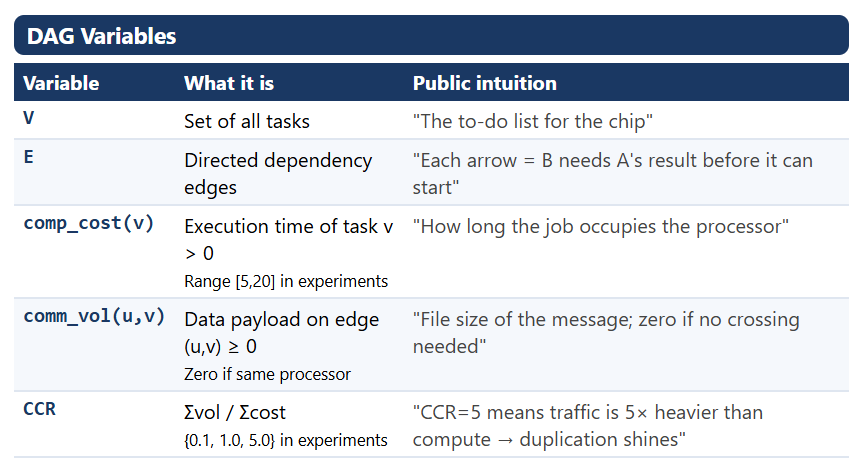 DAG Variables
Variable What it is Public intuition
V Set of all tasks "The to-do list for the chip"
E Directed dependency edges "Each arrow = B needs A's result before it can start"
comp_cost(v) Execution time of task v > 0 "How long the job occupies the processor"
Range [5,20] in experiments
comm_vol(u,v) Data payload on edge (u,v) ≥ 0 "File size of the message; zero if no crossing needed"
Zero if same processor
CCR Σvol / Σcost "CCR=5 means traffic is 5× heavier than compute → duplication shines"
{0.1, 1.0, 5.0} in experiments